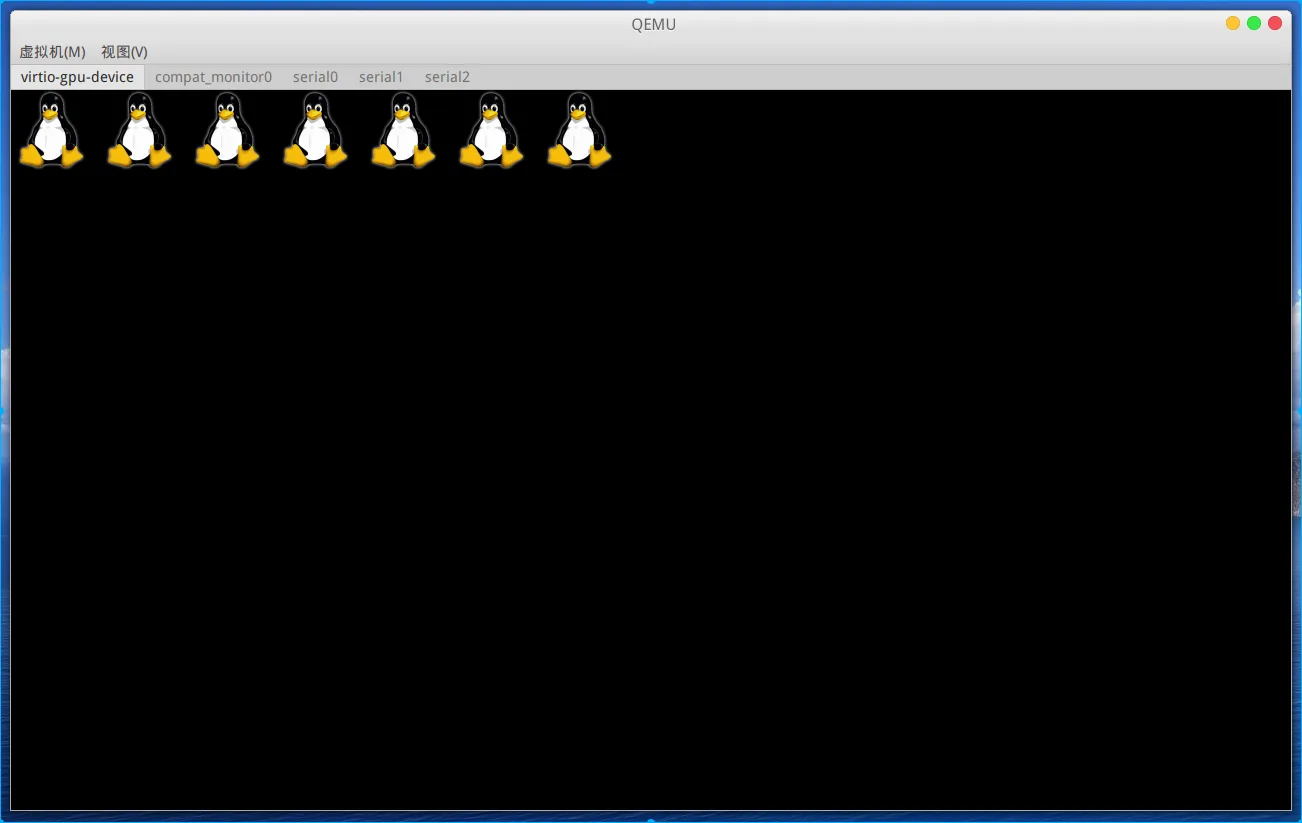 QEMU
虚拟机(M) 视图(V)
virtio-gpu-device compat_monitor0 serial0 serial1 serial2